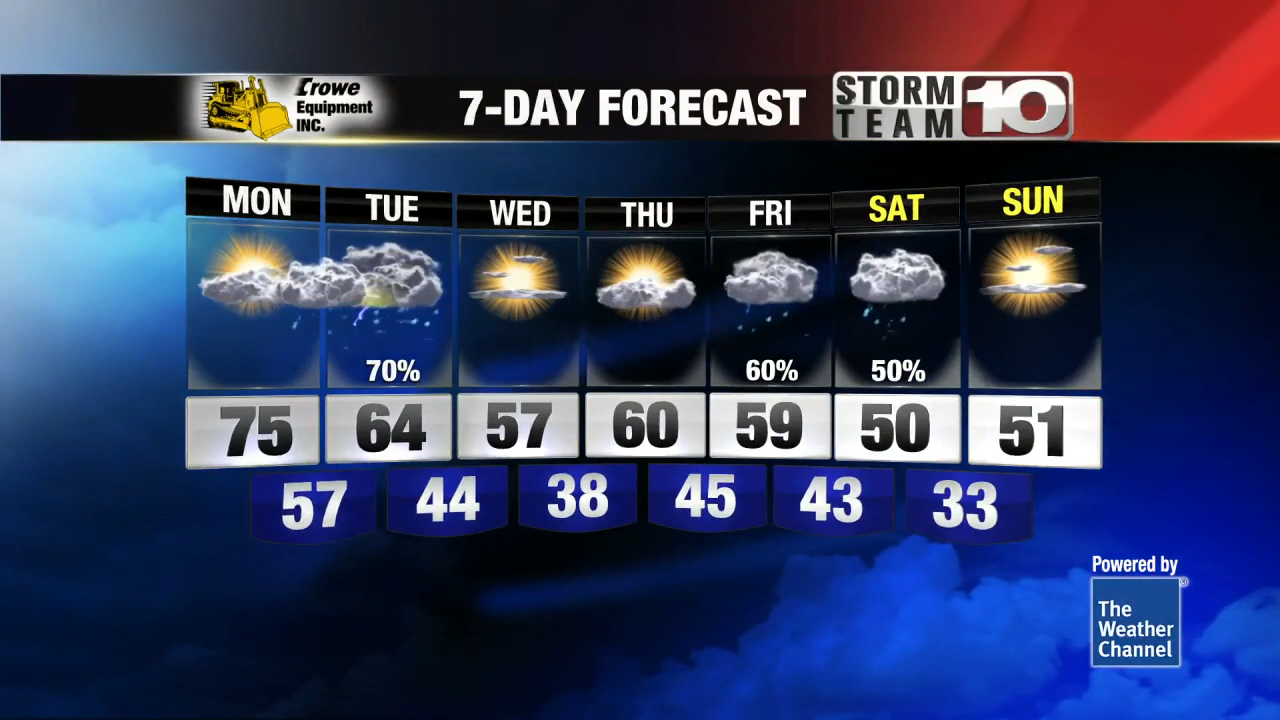 Crowe
Equipment
INC.
7-DAY FORECAST
STORM
TEAM
10
MON TUE WED THU FRI SAT SUN
70% 60% 50%
75 64 57 60 59 50 51
57 44 38 45 43 33
Powered by
The
Weather
Channel
®